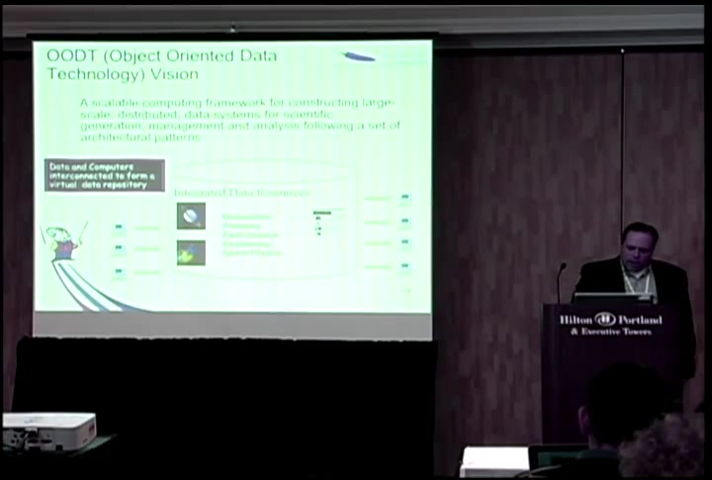 OODT (Object Oriented Data
Technology) Vision
A scalable computing framework for constructing large-
scale, distributed, data systems for scientific
generation, management and analysis following a set of
architectural patterns
Data and Computers
interconnected to form a
virtual data repository
Integrated Data Resources
Hilton Portland
& Executive Towers